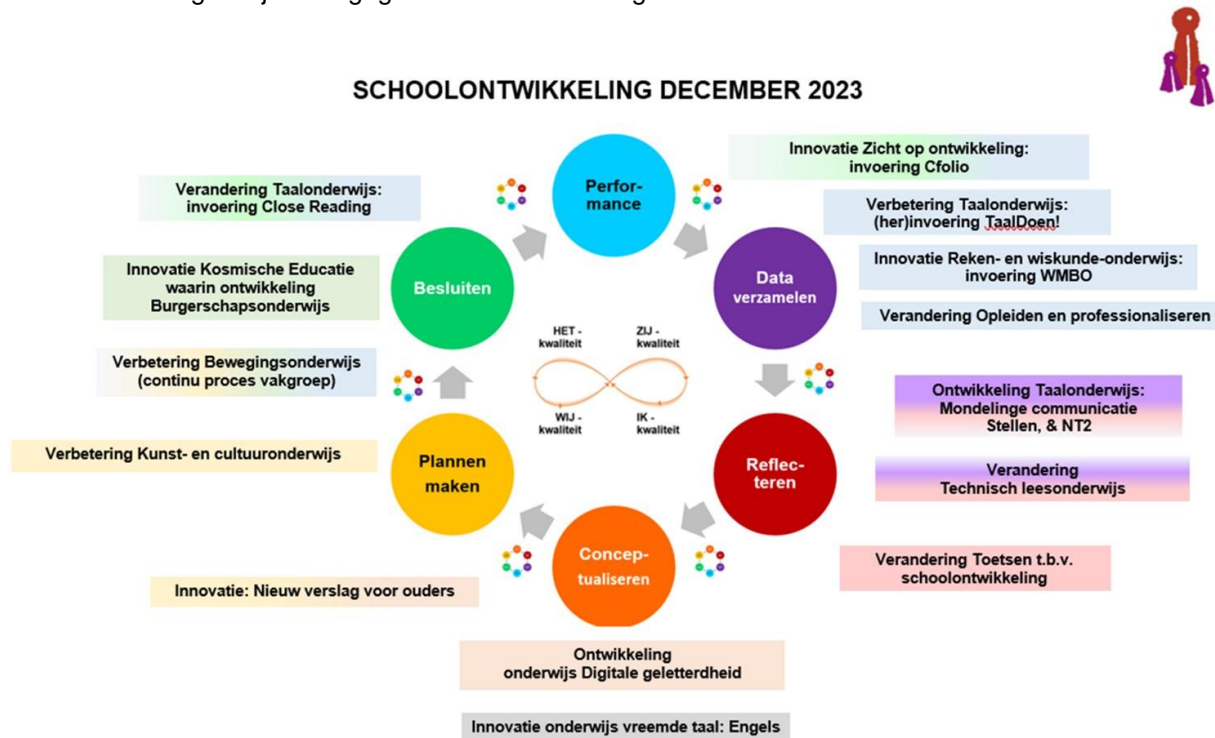 SCHOOLONTWIKKELING DECEMBER 2023
Innovatie Zicht op ontwikkeling:
invoering Cfolio
Verandering Taalonderwijs:
invoering Close Reading
Perfor-
mance
Verbetering Taalonderwijs:
(her)invoering TaalDoen!
Innovatie Kosmische Educatie
waarin ontwikkeling
Burgerschapsonderwijs
Besluiten
Data
verzamelen
Innovatie Reken- en wiskunde-onderwijs:
invoering WMBO
Verandering Opleiden en professionaliseren
HET -
kwaliteit
ZIJ -
kwaliteit
WIJ -
kwaliteit
IK -
kwaliteit
Verbetering Bewegingsonderwijs
(continu proces vakgroep)
Ontwikkeling Taalonderwijs:
Mondelinge communicatie
Stellen, & NT2
Verbetering Kunst- en cultuuronderwijs
Plannen
maken
Reflec-
teren
Verandering
Technisch leesonderwijs
Concep-
tualiseren
Verandering Toetsen t.b.v.
schoolontwikkeling
Innovatie: Nieuw verslag voor ouders
Ontwikkeling
onderwijs Digitale geletterdheid
Innovatie onderwijs vreemde taal: Engels